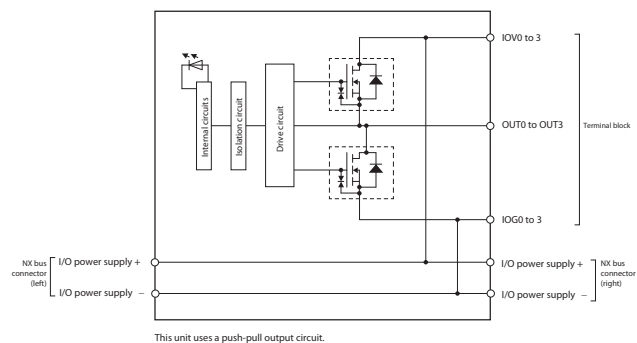 IOV0 to 3
Internal circuits
Isolation circuit
Drive circuit
OUT0 to OUT3
Terminal block
IOG0 to 3
NX bus
connector
(left)
I/O power supply +
I/O power supply −
I/O power supply +
I/O power supply −
NX bus
connector
(right)
This unit uses a push-pull output circuit.